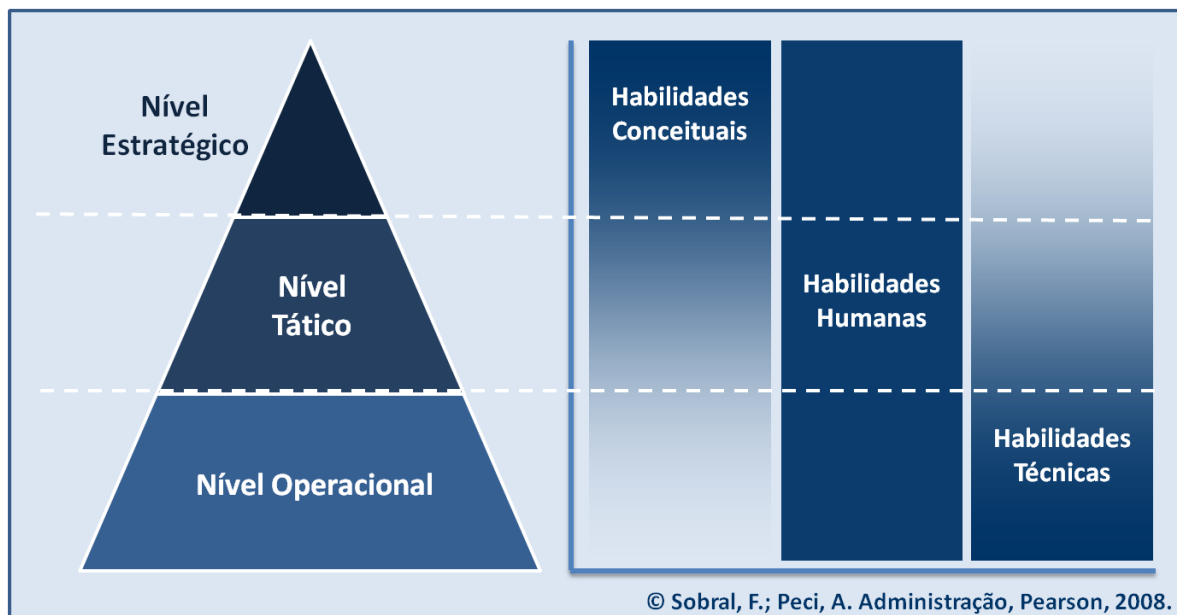 Nível
Estratégico
Nível
Tático
Nível Operacional
Habilidades
Conceituais
Habilidades
Humanas
Habilidades
Técnicas
© Sobral, F.; Peci, A. Administração, Pearson, 2008.